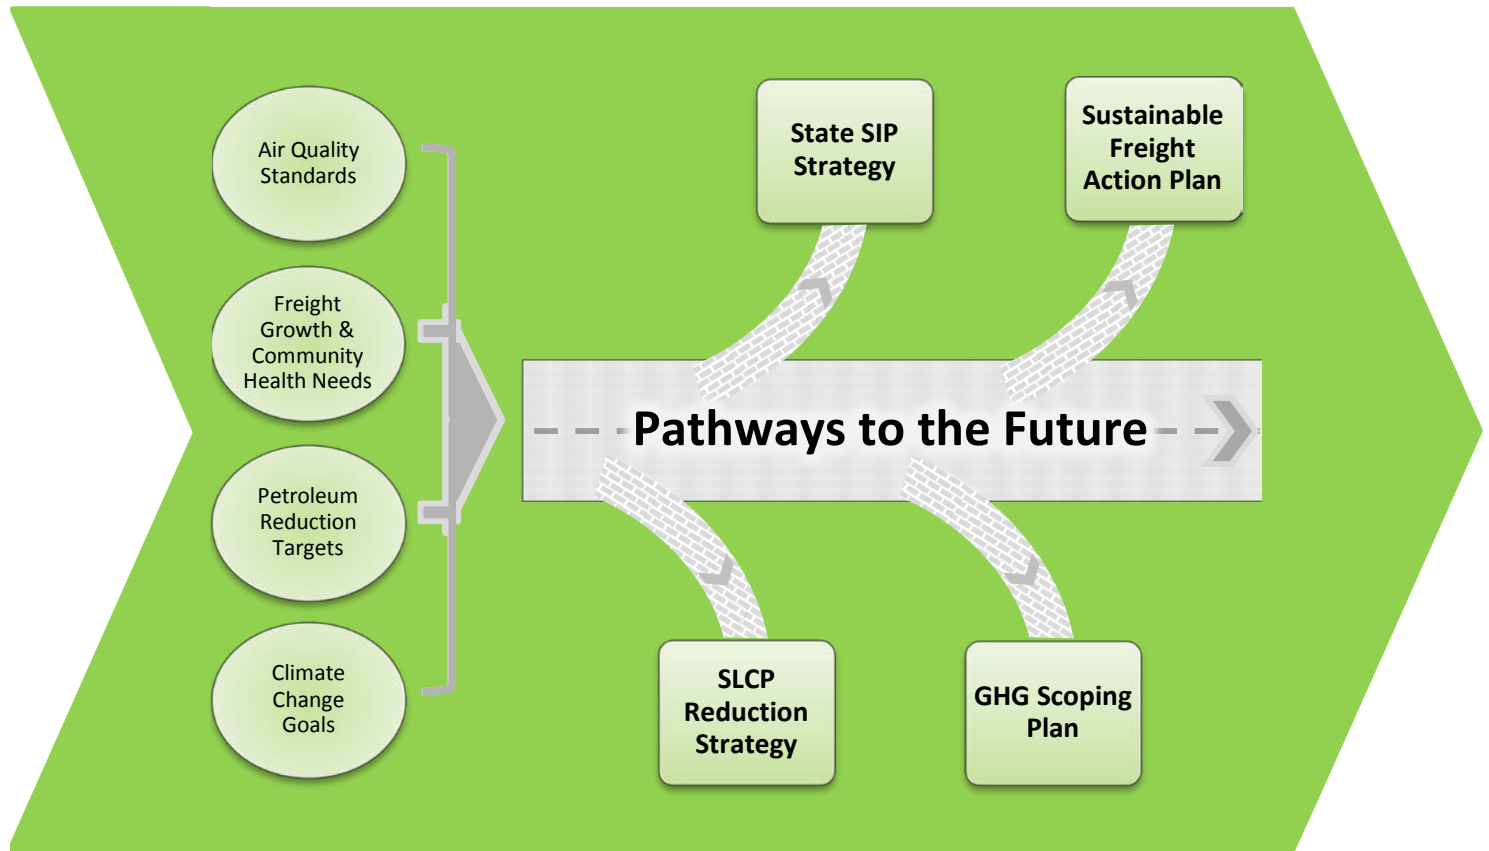 Air Quality
Standards
Freight
Growth &
Community
Health Needs
Petroleum
Reduction
Targets
Climate
Change
Goals
State SIP
Strategy
Sustainable
Freight
Action Plan
Pathways to the Future
SLCP
Reduction
Strategy
GHG Scoping
Plan